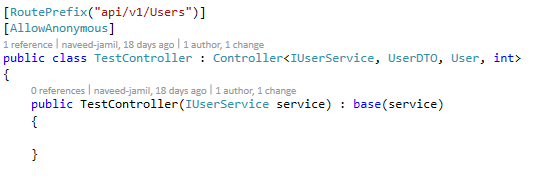 [RoutePrefix("api/v1/Users")]
[AllowAnonymous]
1 reference | naveed-jamil, 18 days ago | 1 author, 1 change
public class TestController : Controller<IUserService, UserDTO, User, int>
{
0 references | naveed-jamil, 18 days ago | 1 author, 1 change
public TestController(IUserService service) : base(service)
{
}